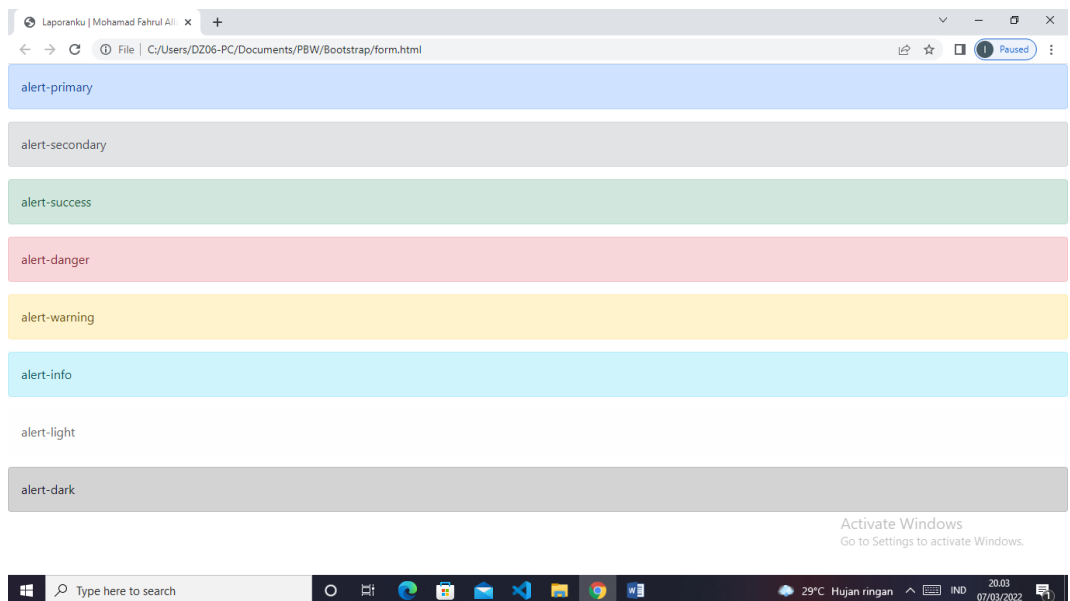 Laporanku | Mohamad Fahrul Al
File
C:/Users/DZ06-PC/Documents/PBW/Bootstrap/form.html
Paused
alert-primary
alert-secondary
alert-success
alert-danger
alert-warning
alert-info
alert-light
alert-dark
Activate Windows
Go to Settings to activate Windows.
Type here to search
29°C Hujan ringan
IND
20.03
07/03/2022
1